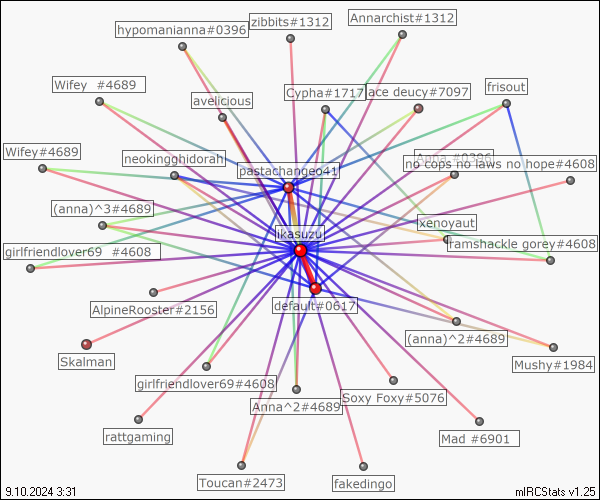 zibbits#1312
Annarchist#1312
hypomanianna#0396
Wifey  #4689
avelicious
Cypha#1717
ace deucy#7097
frisout
Wifey#4689
neokingghidorah
pastachangeo41
Anna #0396
no cops no laws no hope#4608
(anna)^3#4689
ikasuzu
xenoyaut
girlfriendlover69  #4608
ramshackle gorey#4608
AlpineRooster#2156
default#0617
Skalman
(anna)^2#4689
Mushy#1984
girlfriendlover69#4608
Anna^2#4689
Soxy Foxy#5076
rattgaming
Mad #6901
Toucan#2473
fakedingo
9.10.2024 3:31
mIRCStats v1.25